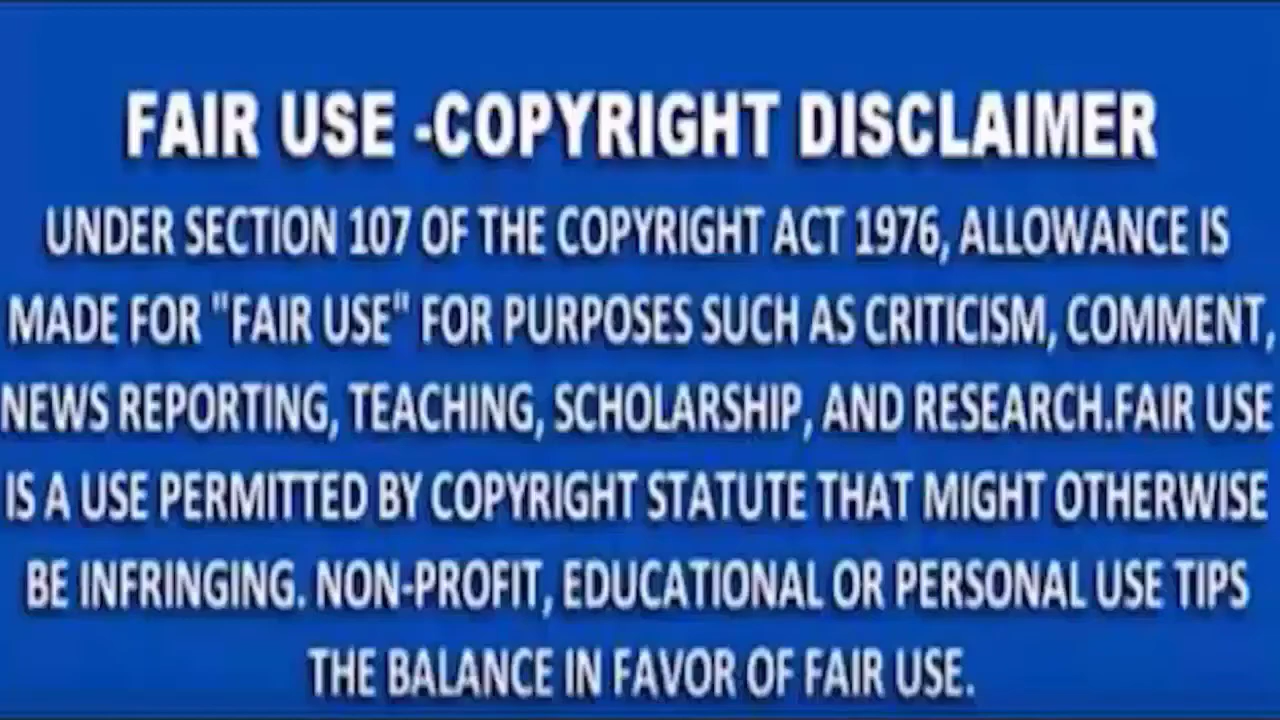 FAIR USE -COPYRIGHT DISCLAIMER
UNDER SECTION 107 OF THE COPYRIGHT ACT 1976, ALLOWANCE IS
MADE FOR "FAIR USE" FOR PURPOSES SUCH AS CRITICISM, COMMENT,
NEWS REPORTING, TEACHING, SCHOLARSHIP, AND RESEARCH.FAIR USE
IS A USE PERMITTED BY COPYRIGHT STATUTE THAT MIGHT OTHERWISE
BE INFRINGING. NON-PROFIT, EDUCATIONAL OR PERSONAL USE TIPS
THE BALANCE IN FAVOR OF FAIR USE.